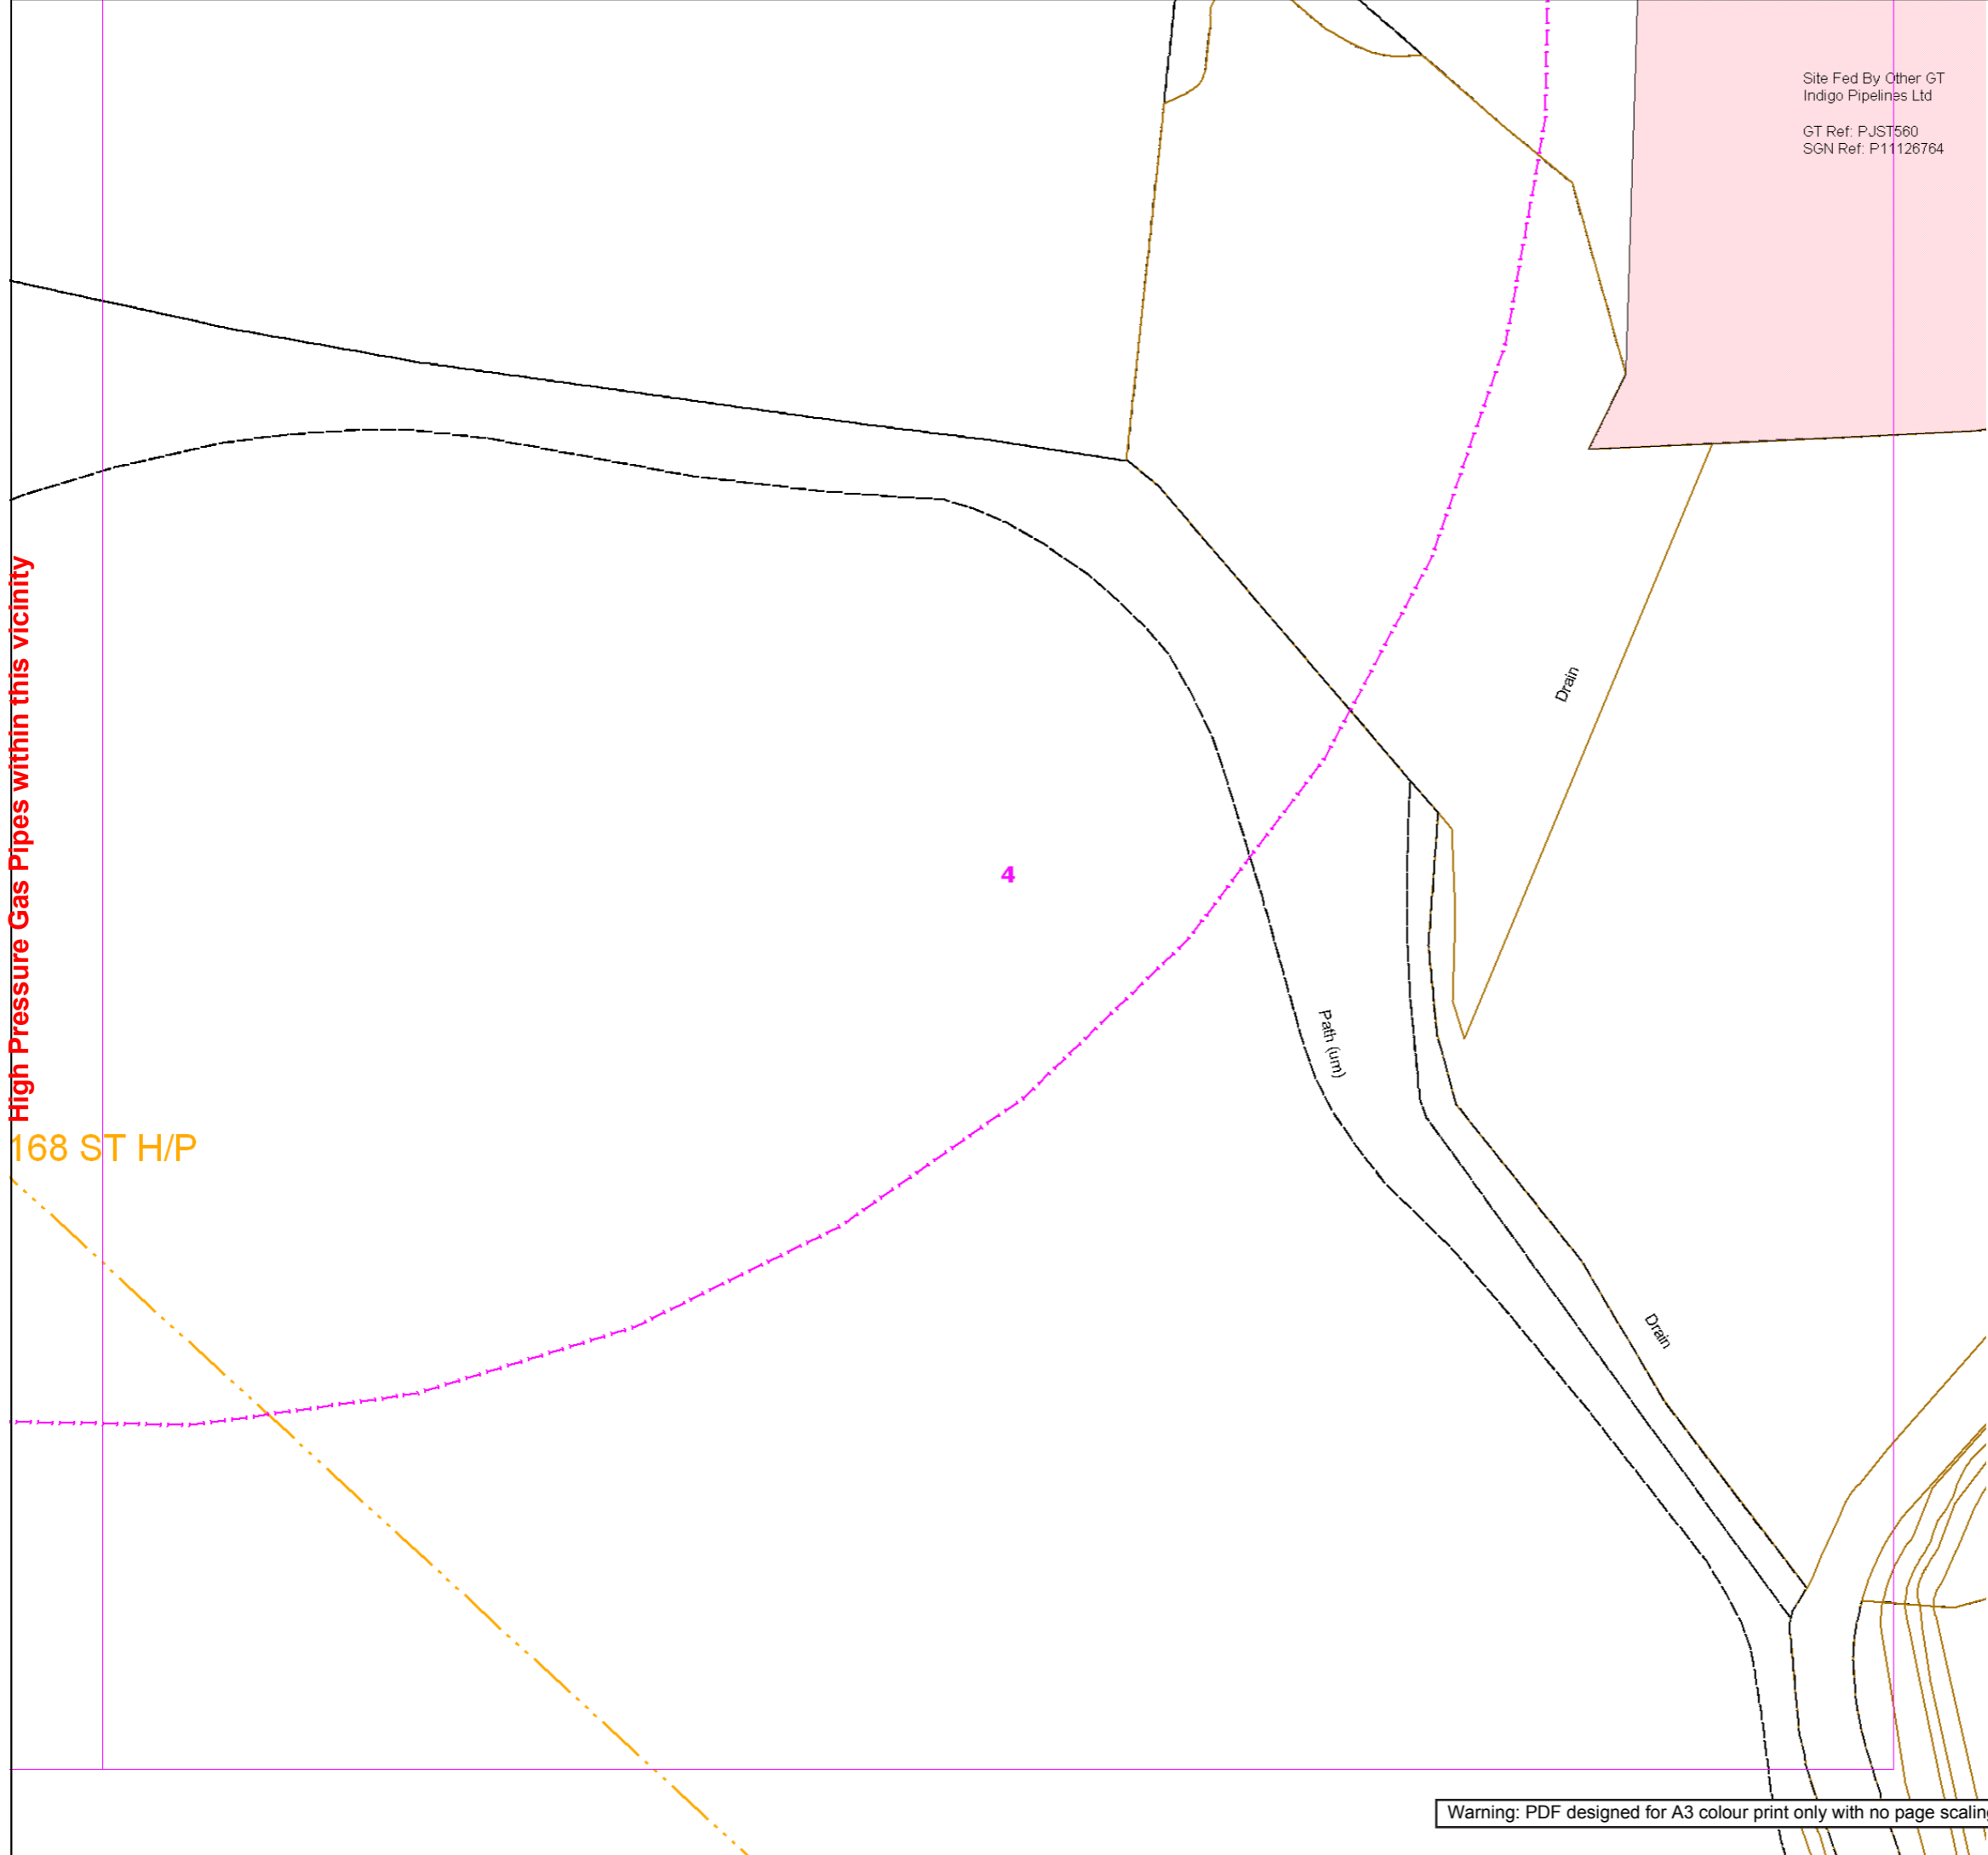 Site Fed By Other GT
Indigo Pipelines Ltd
GT Ref: PJST560
SGN Ref: P11126764
High Pressure Gas Pipes within this vicinity
Drain
4
Path (um)
168 ST H/P
Drain
Warning: PDF designed for A3 colour print only with no page scaling